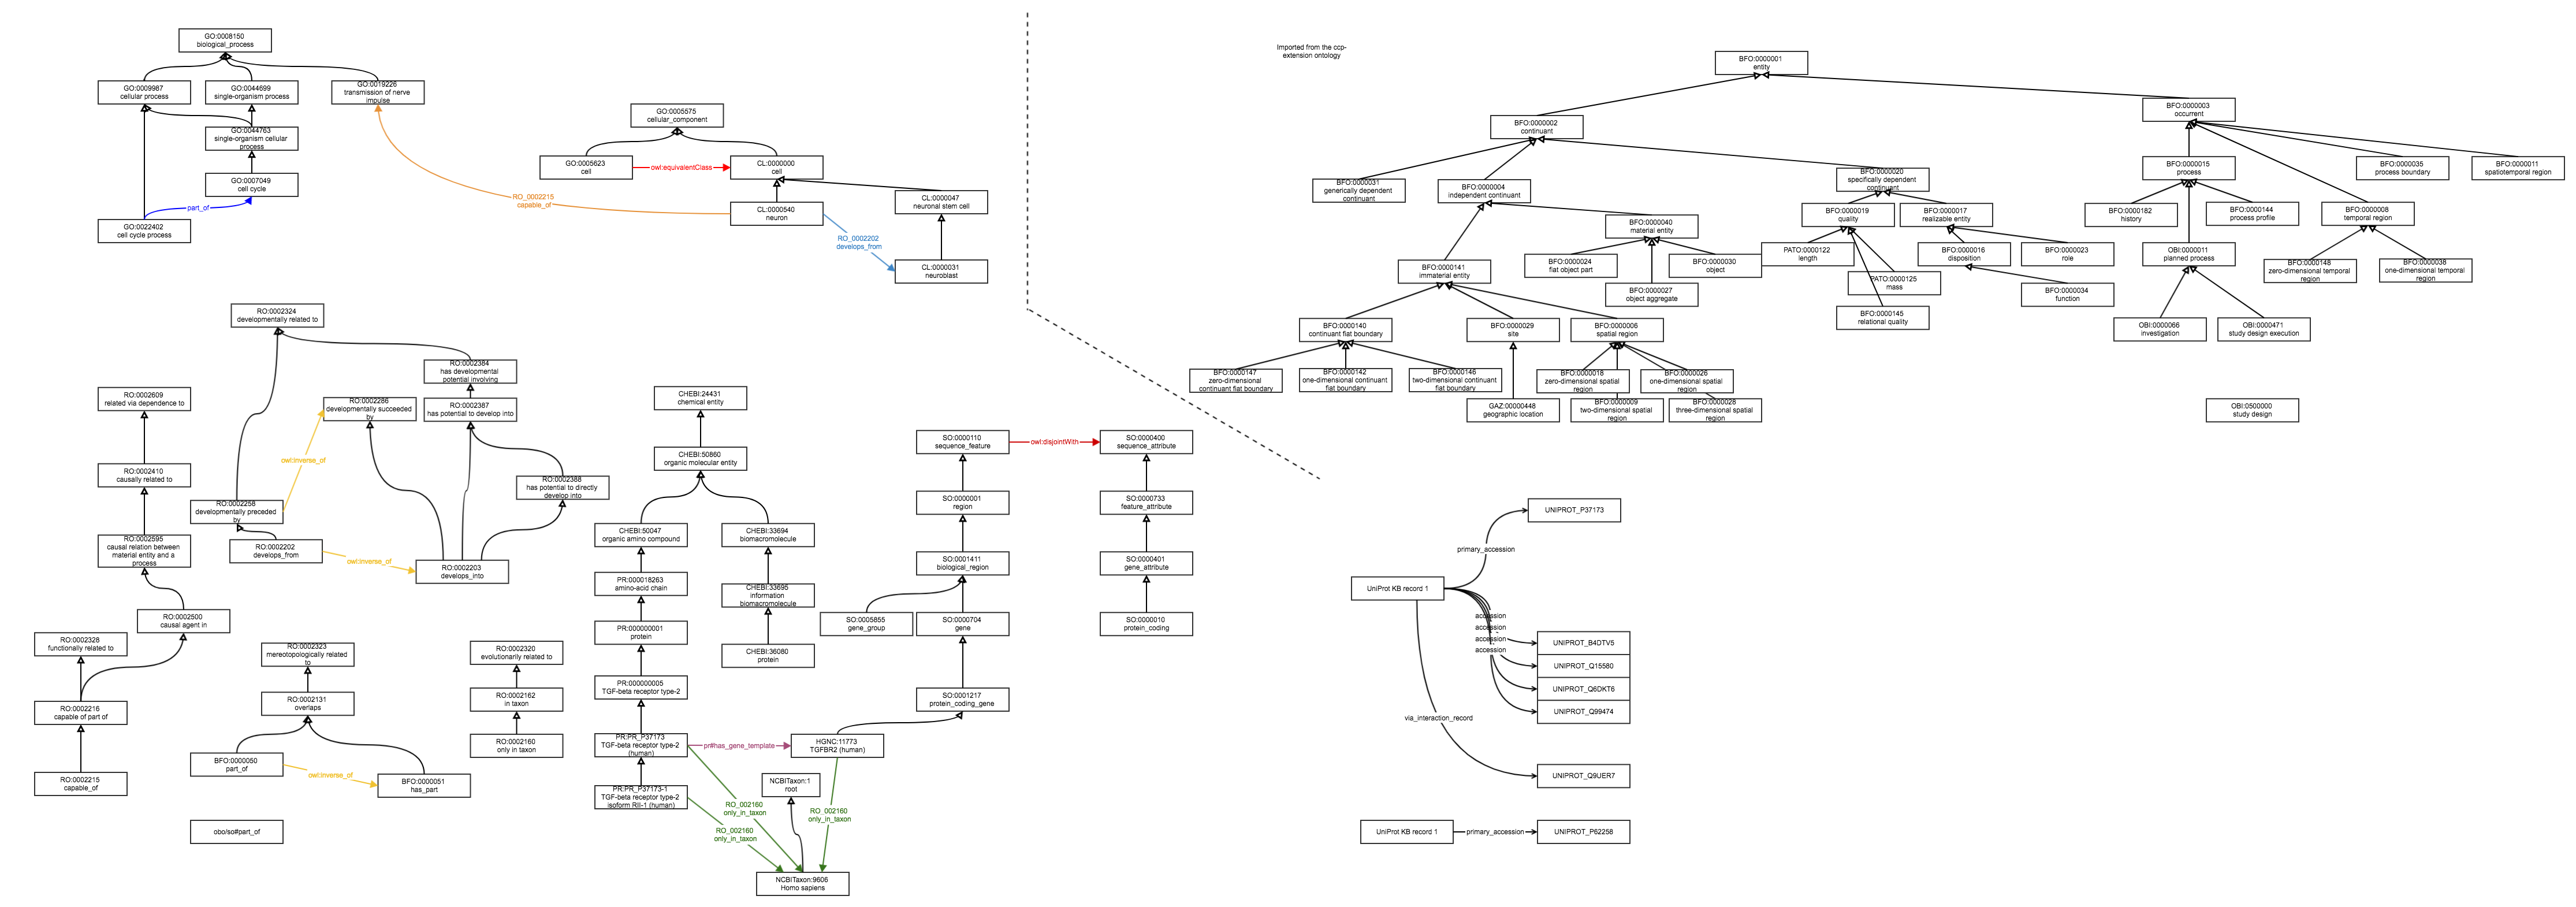 GO:0008150
biological_process
GO:0009987
cellular process
GO:0044699
single-organism process
GO:0019226
transmission of nerve
impulse
GO:0044763
single-organism cellular
process
GO:0007049
cell cycle
part_of
GO:0022402
cell cycle process
GO:0005575
cellular_component
GO:0005623
cell
owl:equivalentClass
CL:0000000
cell
RO_0002215
capable_of
CL:0000540
neuron
CL:0000047
neuronal stem cell
RO_0002202
develops_from
CL:0000031
neuroblast
Imported from the ccp-
extension ontology
BFO:0000001
entity
BFO:0000002
continuant
BFO:0000003
occurrent
BFO:0000031
generically dependent
continuant
BFO:0000004
independent continuant
BFO:0000020
specifically dependent
continuant
BFO:0000015
process
BFO:0000035
process boundary
BFO:0000011
spatiotemporal region
BFO:0000040
material entity
BFO:0000019
quality
BFO:0000017
realizable entity
BFO:0000182
history
BFO:0000144
process profile
BFO:0000008
temporal region
BFO:0000141
immaterial entity
BFO:0000024
fiat object part
BFO:0000030
object
BFO:0000027
object aggregate
PATO:0000122
length
PATO:0000125
mass
BFO:0000145
relational quality
BFO:0000016
disposition
BFO:0000023
role
BFO:0000034
function
OBI:0000011
planned process
BFO:0000148
zero-dimensional temporal
region
BFO:0000038
one-dimensional temporal
region
OBI:0000066
investigation
OBI:0000471
study design execution
BFO:0000140
continuant fiat boundary
BFO:0000029
site
BFO:0000006
spatial region
BFO:0000147
zero-dimensional
continuant fiat boundary
BFO:0000142
one-dimensional continuant
fiat boundary
BFO:0000146
two-dimensional continuant
fiat boundary
BFO:0000018
zero-dimensional spatial
region
BFO:0000026
one-dimensional spatial
region
GAZ:00000448
geographic location
BFO:0000009
two-dimensional spatial
region
BFO:0000028
three-dimensional spatial
region
OBI:0500000
study design
RO:0002324
developmentally related to
RO:0002384
has developmental
potential involving
RO:0002609
related via dependence to
RO:0002286
developmentally succeeded
by
RO:0002387
has potential to develop into
owl:inverse_of
RO:0002410
causally related to
RO:0002388
has potential to directly
develop into
RO:0002258
developmentally preceded
by
RO:0002595
causal relation between
material entity and a
process
RO:0002202
develops_from
owl:inverse_of
RO:0002203
develops_into
RO:0002500
causal agent in
RO:0002328
functionally related to
RO:0002216
capable of part of
RO:0002215
capable_of
RO:0002323
mereotopologically related
to
RO:0002131
overlaps
BFO:0000050
part_of
owl:inverse_of
BFO:0000051
has_part
obo/so#part_of
RO:0002320
evolutionarily related to
RO:0002162
in taxon
RO:0002160
only in taxon
CHEBI:24431
chemical entity
CHEBI:50860
organic molecular entity
CHEBI:50047
organic amino compound
CHEBI:33694
biomacromolecule
PR:000018263
amino-acid chain
CHEBI:33695
information
biomacromolecule
PR:000000001
protein
CHEBI:36080
protein
PR:000000005
TGF-beta receptor type-2
PR:PR_P37173
TGF-beta receptor type-2
(human)
pr#has_gene_template
HGNC:11773
TGFBR2 (human)
PR:PR_P37173-1
TGF-beta receptor type-2
isoform RII-1 (human)
NCBITaxon:1
root
RO_002160
only_in_taxon
RO_002160
only_in_taxon
RO_002160
only_in_taxon
NCBITaxon:9606
Homo sapiens
SO:0000110
sequence_feature
owl:disjointWith
SO:0000400
sequence_attribute
SO:0000001
region
SO:0000733
feature_attribute
SO:0001411
biological_region
SO:0000401
gene_attribute
SO:0005855
gene_group
SO:0000704
gene
SO:0000010
protein_coding
SO:0001217
protein_coding_gene
UNIPROT_P37173
primary_accession
UniProt KB record 1
accession
accession
accession
accession
UNIPROT_B4DTV5
UNIPROT_Q15580
UNIPROT_Q6DKT6
UNIPROT_Q99474
via_interaction_record
UNIPROT_Q9UER7
UniProt KB record 1
primary_accession
UNIPROT_P62258